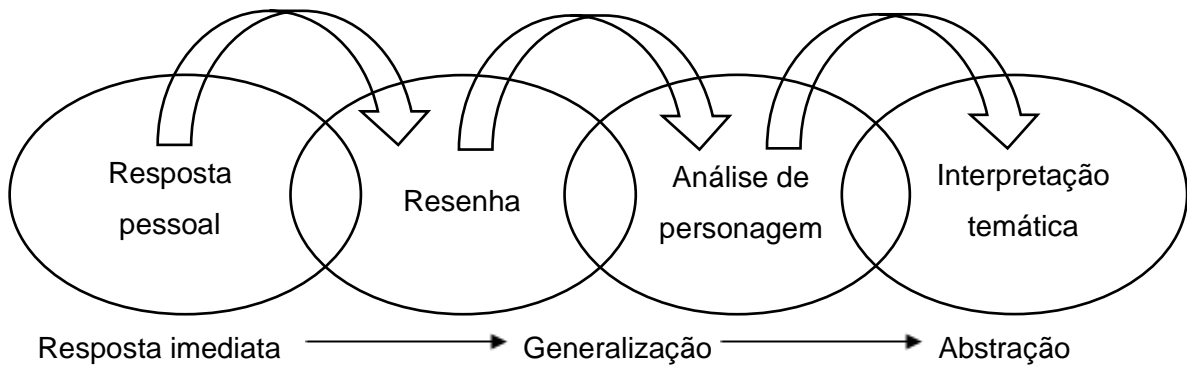 Resposta
pessoal
Resenha
Análise de
personagem
Interpretação
temática
Resposta imediata
Generalização
Abstração